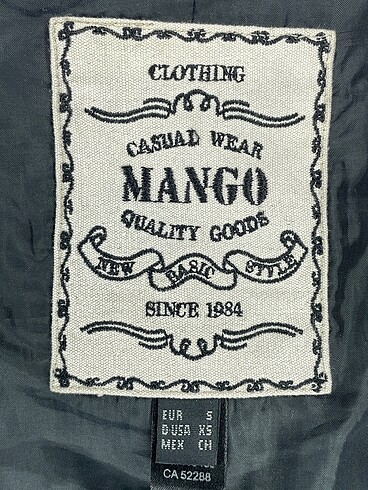 CLOTHING
CASUAL WEAR
MANGO
QUALITY GOODS
NEW BASIC STYLE
SINCE 1984
EUR S
D·USA XS
MEX CH
CA 52288